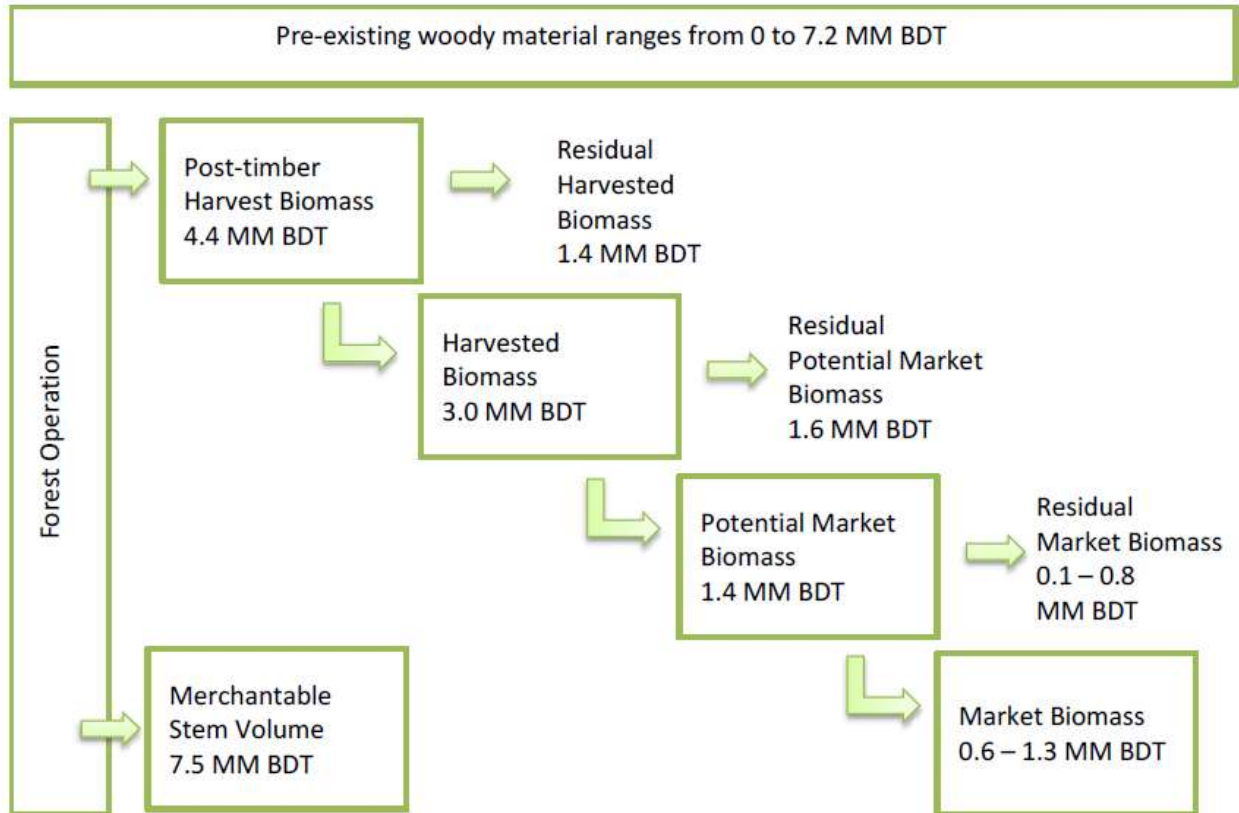 Pre-existing woody material ranges from 0 to 7.2 MM BDT
Forest Operation
Post-timber
Harvest Biomass
4.4 MM BDT
Residual
Harvested
Biomass
1.4 MM BDT
Harvested
Biomass
3.0 MM BDT
Residual
Potential Market
Biomass
1.6 MM BDT
Potential Market
Biomass
1.4 MM BDT
Residual
Market Biomass
0.1 – 0.8
MM BDT
Merchantable
Stem Volume
7.5 MM BDT
Market Biomass
0.6 – 1.3 MM BDT